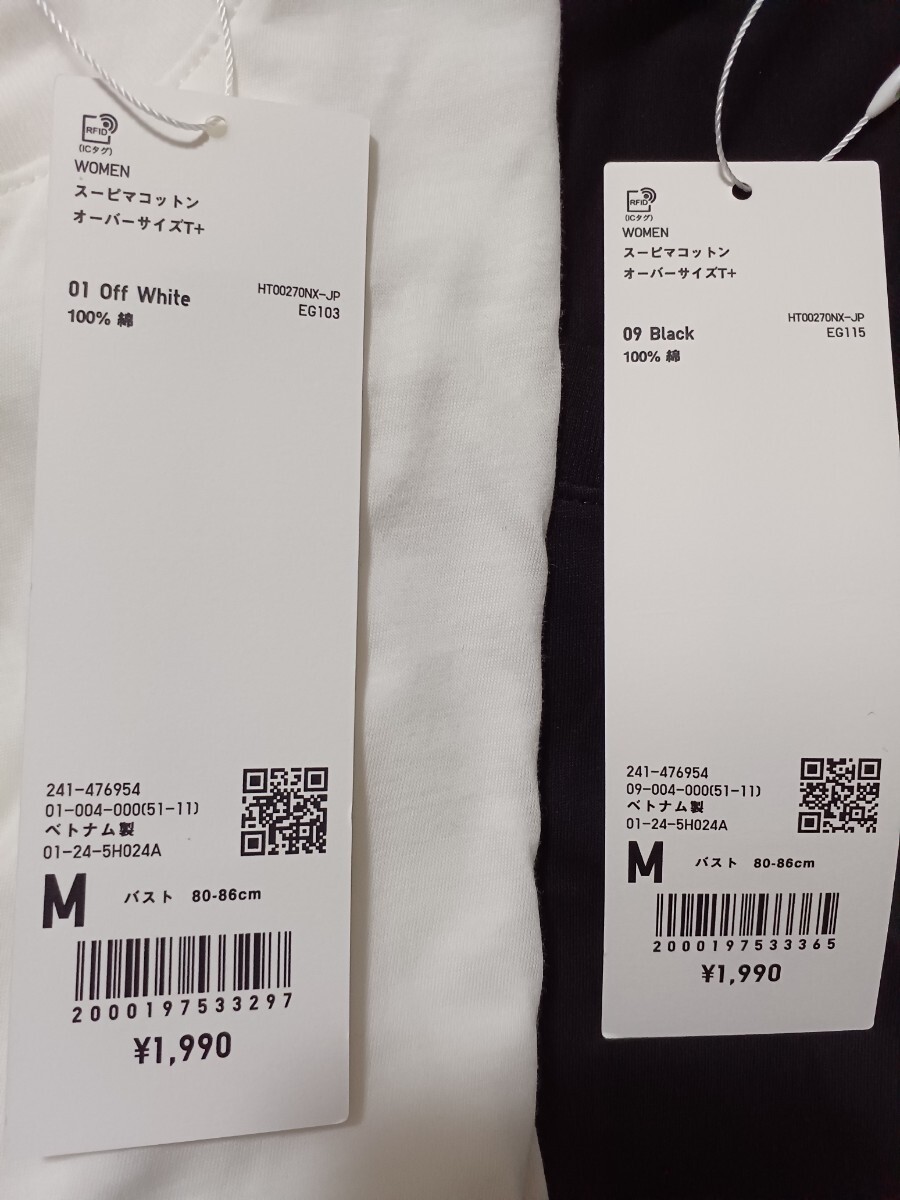 RFID
(ICタグ)
WOMEN
スーピマコットン
オーバーサイズT+
01 Off White
HT00270NX-JP
100% 綿
EG103
241-476954
01-004-000(51-11)
ベトナム製
01-24-5H024A
M バスト 80-86cm
2000197533297
¥1,990
RFID
(ICタグ)
WOMEN
スーピマコットン
オーバーサイズT+
HT00270NX-JP
09 Black
EG115
100% 綿
241-476954
09-004-000(51-11)
ベトナム製
01-24-5H024A
M バスト 80-86cm
2000197533365
¥1,990